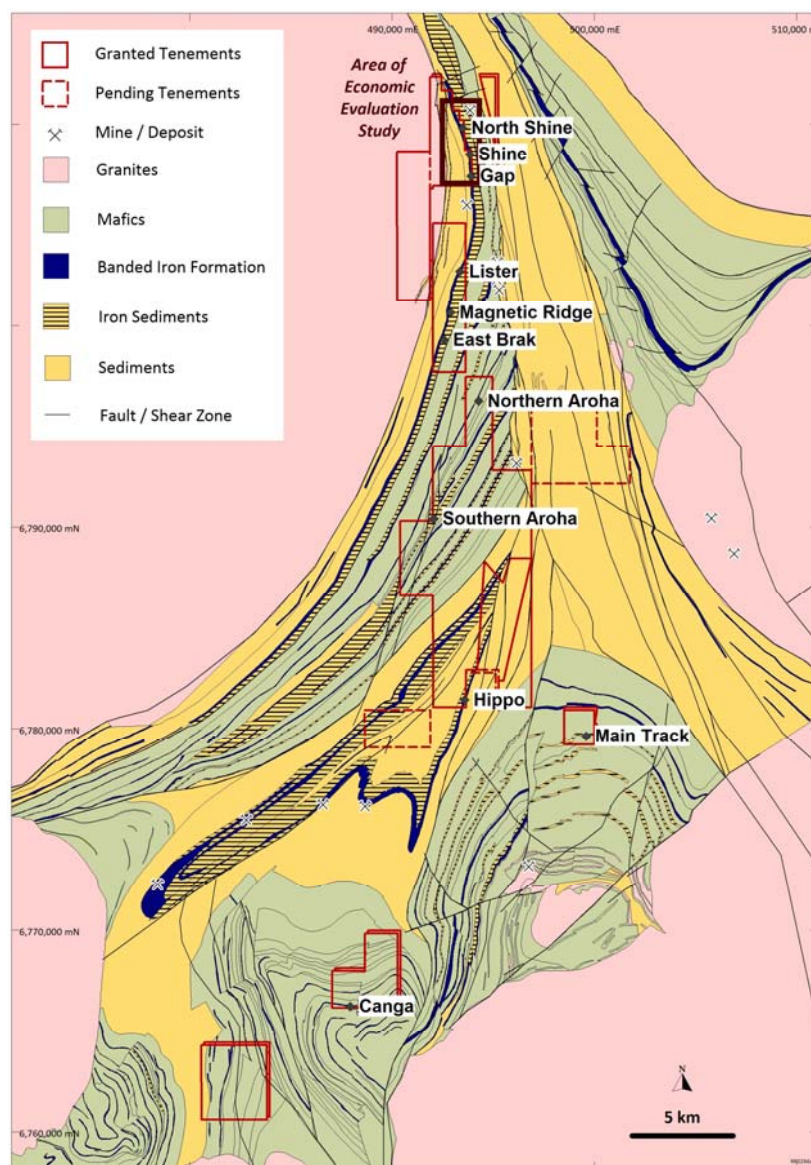 490,000 mE
500,000 mE
510,000 m
Granted Tenements
Pending Tenements
Mine / Deposit
Granites
Mafics
Banded Iron Formation
Iron Sediments
Sediments
Fault / Shear Zone
Area of
Economic
Evaluation
Study
North Shine
Shine
Gap
Lister
Magnetic Ridge
East Brak
Northern Aroha
6,790,000 mN
Southern Aroha
Hippo
6,780,000 mN
Main Track
6,770,000 mN
Canga
N
5 km
6,760,000 mN